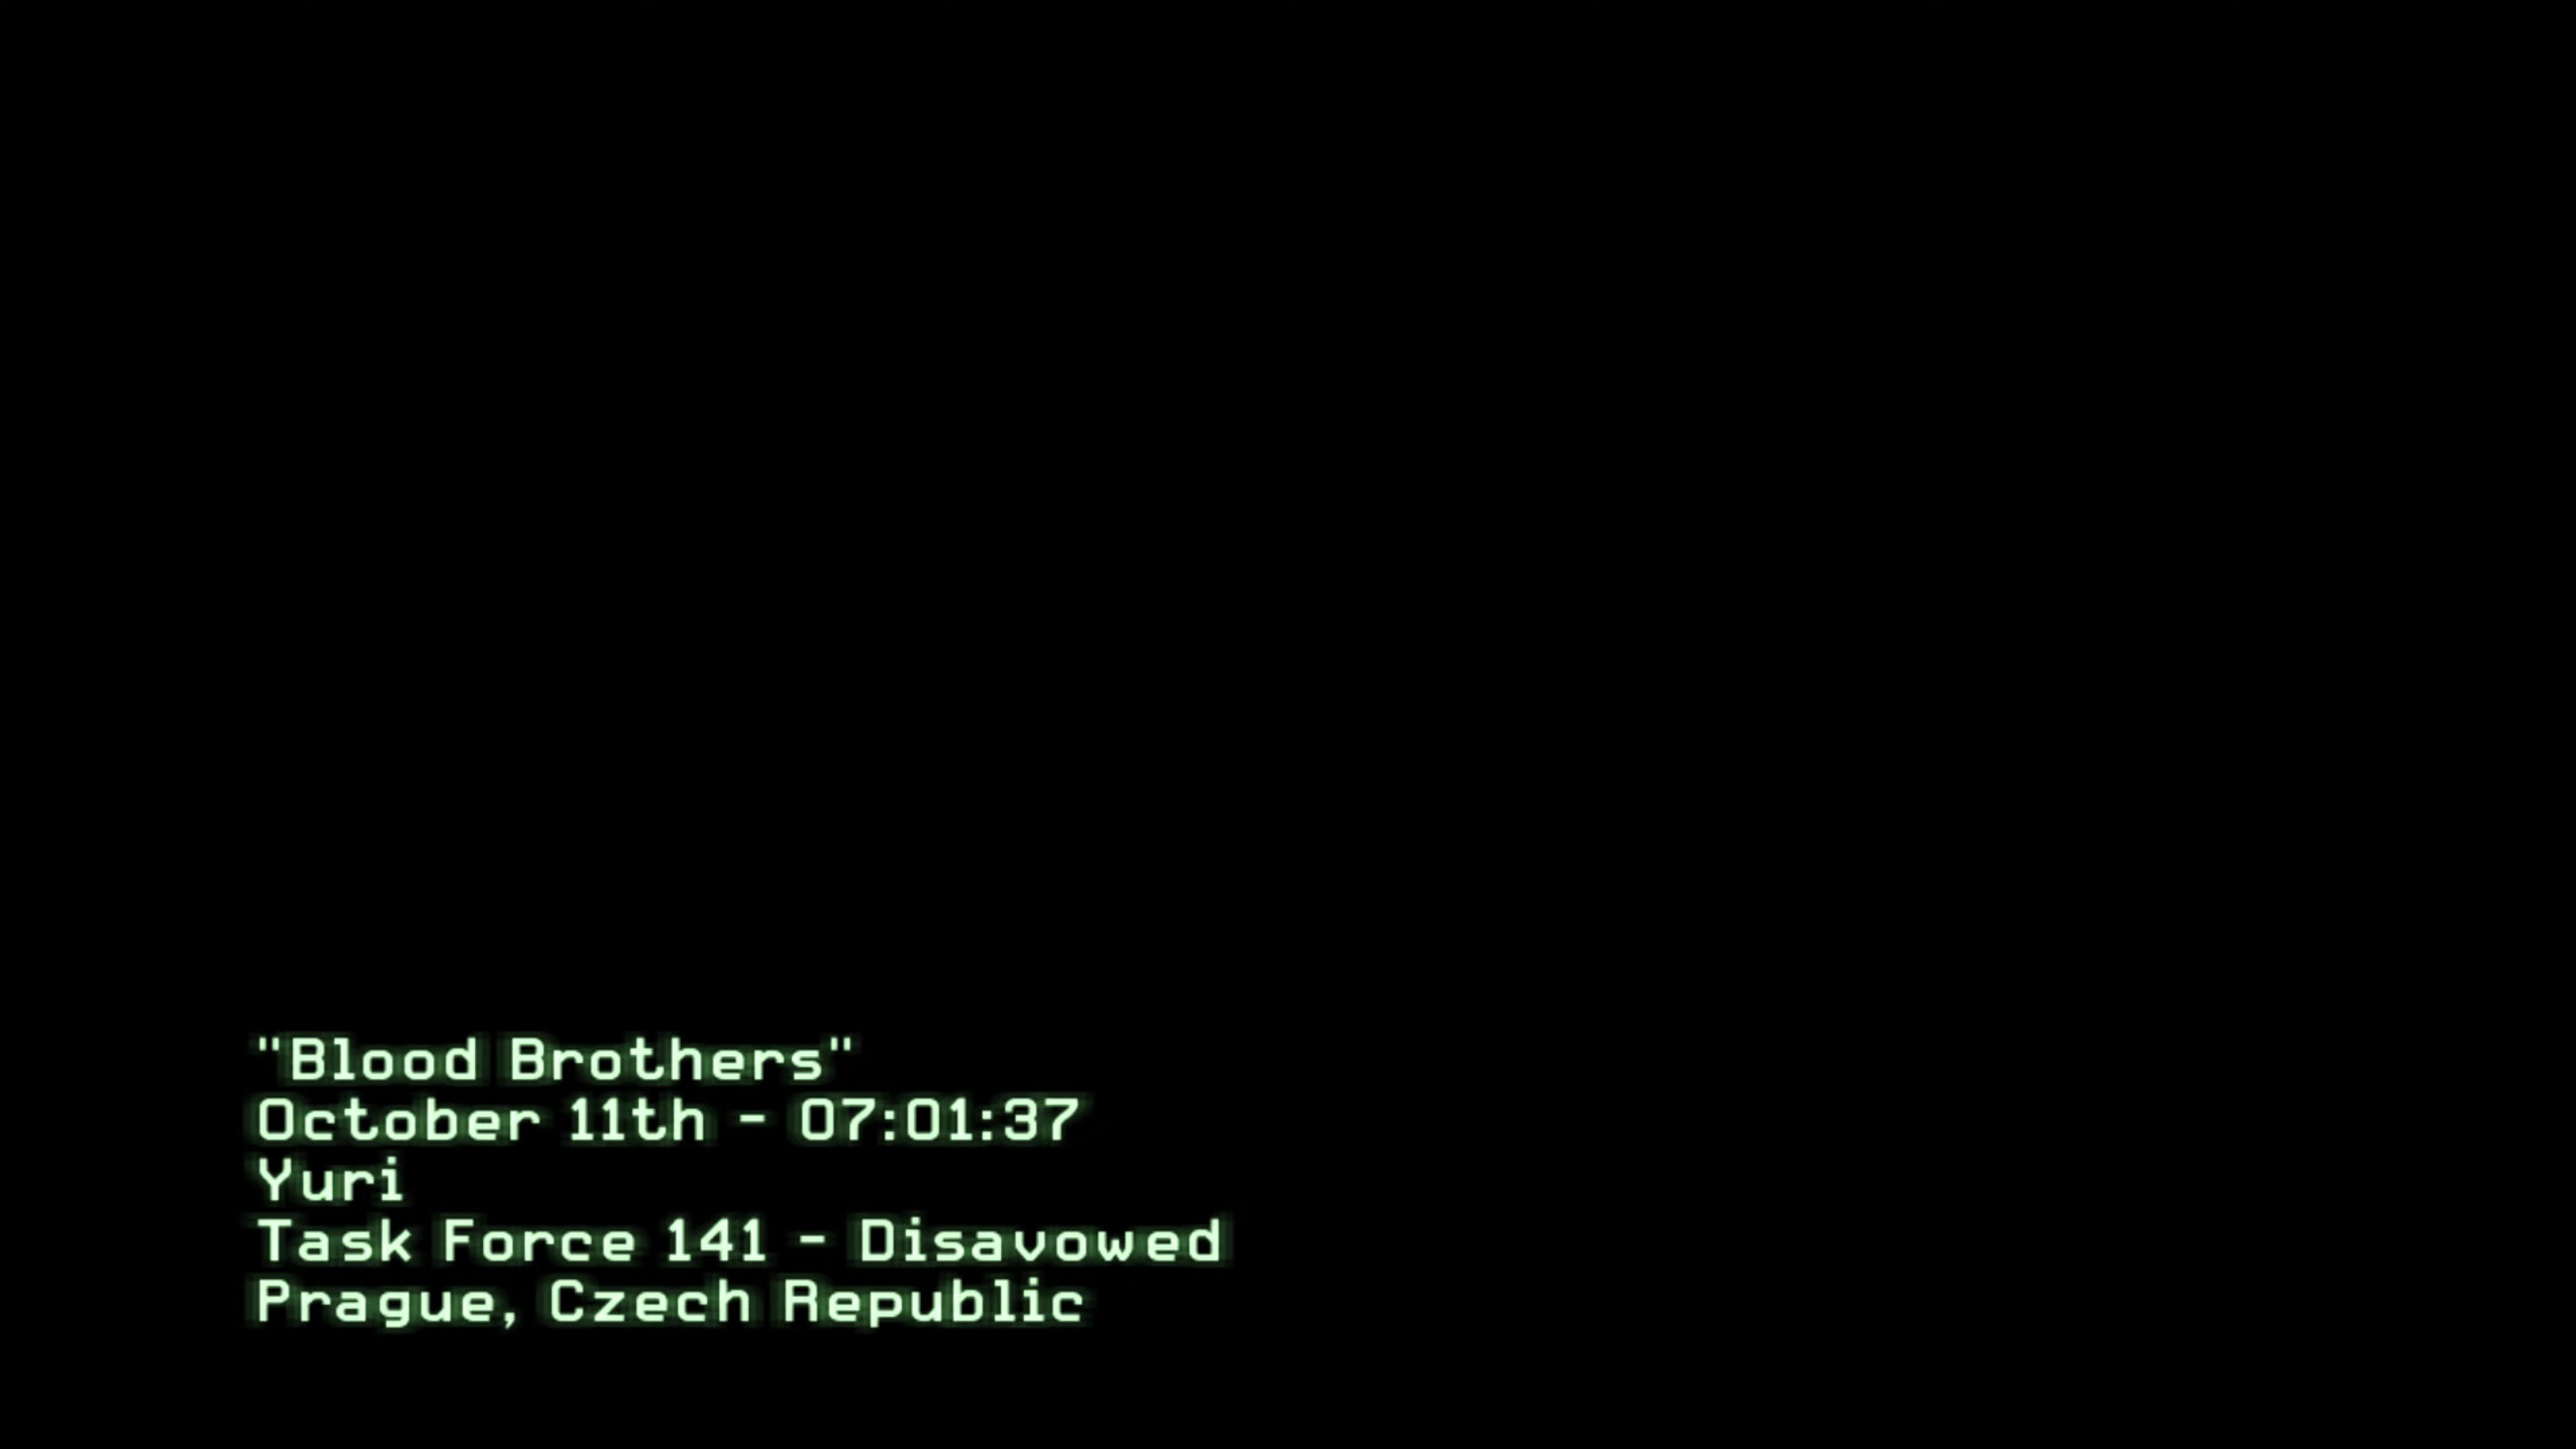 "Blood Brothers"
October 11th - 07:01:37
Yuri
Task Force 141 - Disavowed
Prague, Czech Republic